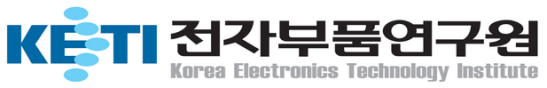 KETI 전자부품연구원
Korea Electronics Technology Institute